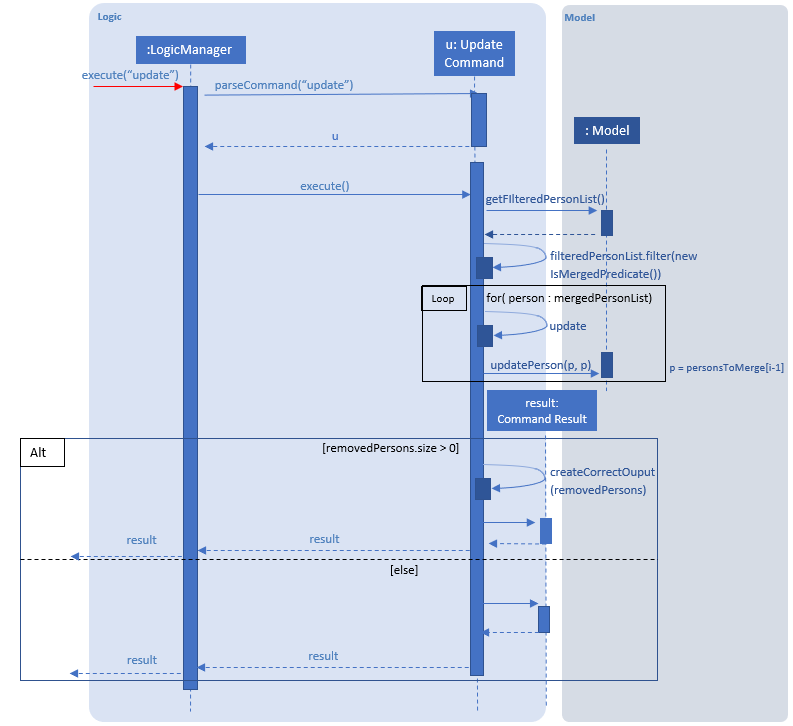 Logic
Model
:LogicManager
u: Update
Command
execute(“update”)
parseCommand(“update”)
: Model
u
execute()
getFIlteredPersonList()
filteredPersonList.filter(new
IsMergedPredicate())
Loop
for( person : mergedPersonList)
update
updatePerson(p, p)
p = personsToMerge[i-1]
result:
Command Result
Alt
[removedPersons.size > 0]
createCorrectOuput
(removedPersons)
result
result
[else]
result
result